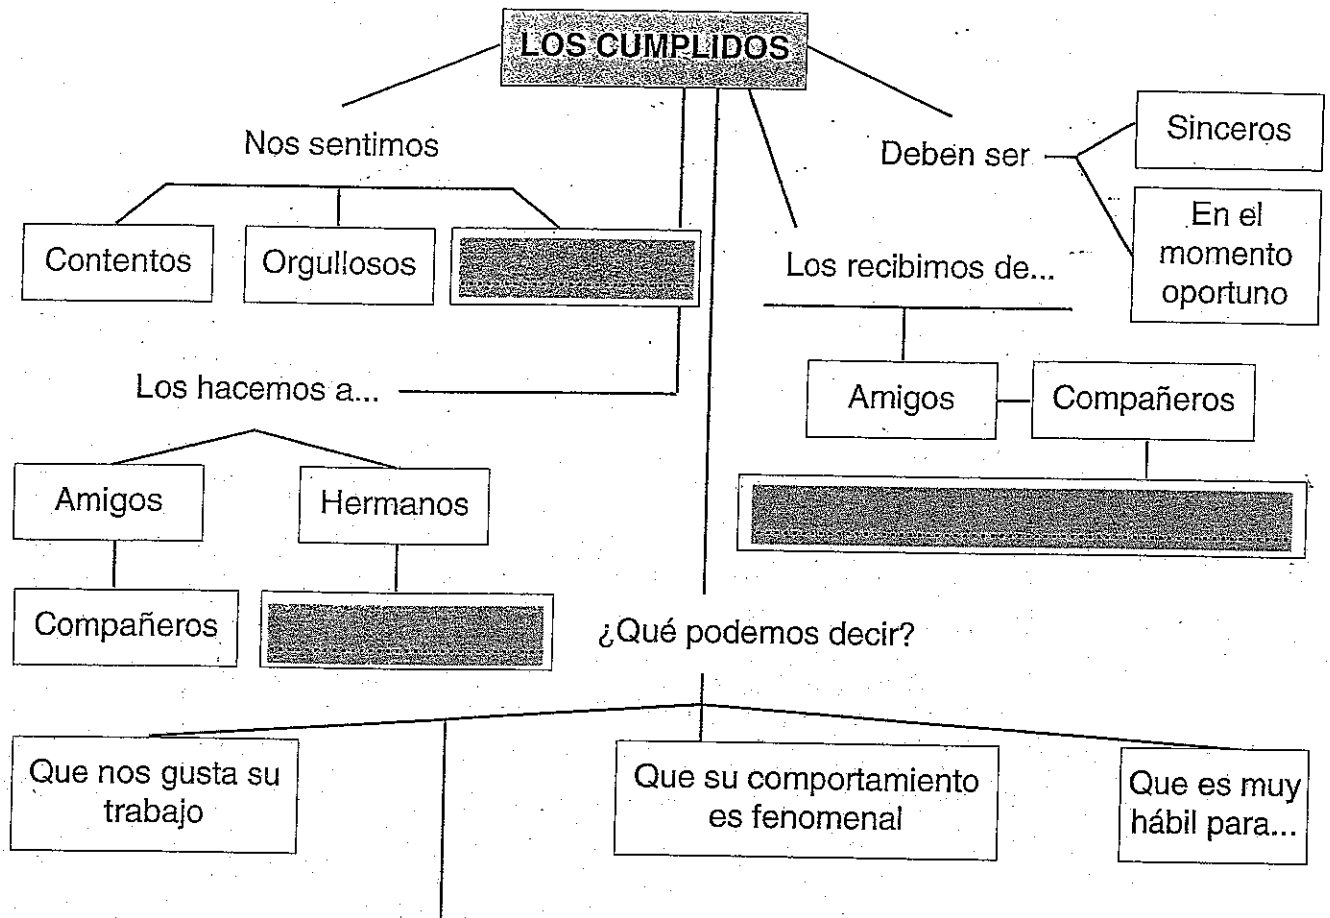 LOS CUMPLIDOS
Nos sentimos
Contentos
Orgullosos
Deben ser
Sinceros
En el
momento
oportuno
Los recibimos de...
Amigos
Compañeros
Los hacemos a...
Amigos
Hermanos
Compañeros
¿Qué podemos decir?
Que nos gusta su
trabajo
Que su comportamiento
es fenomenal
Que es muy
hábil para...